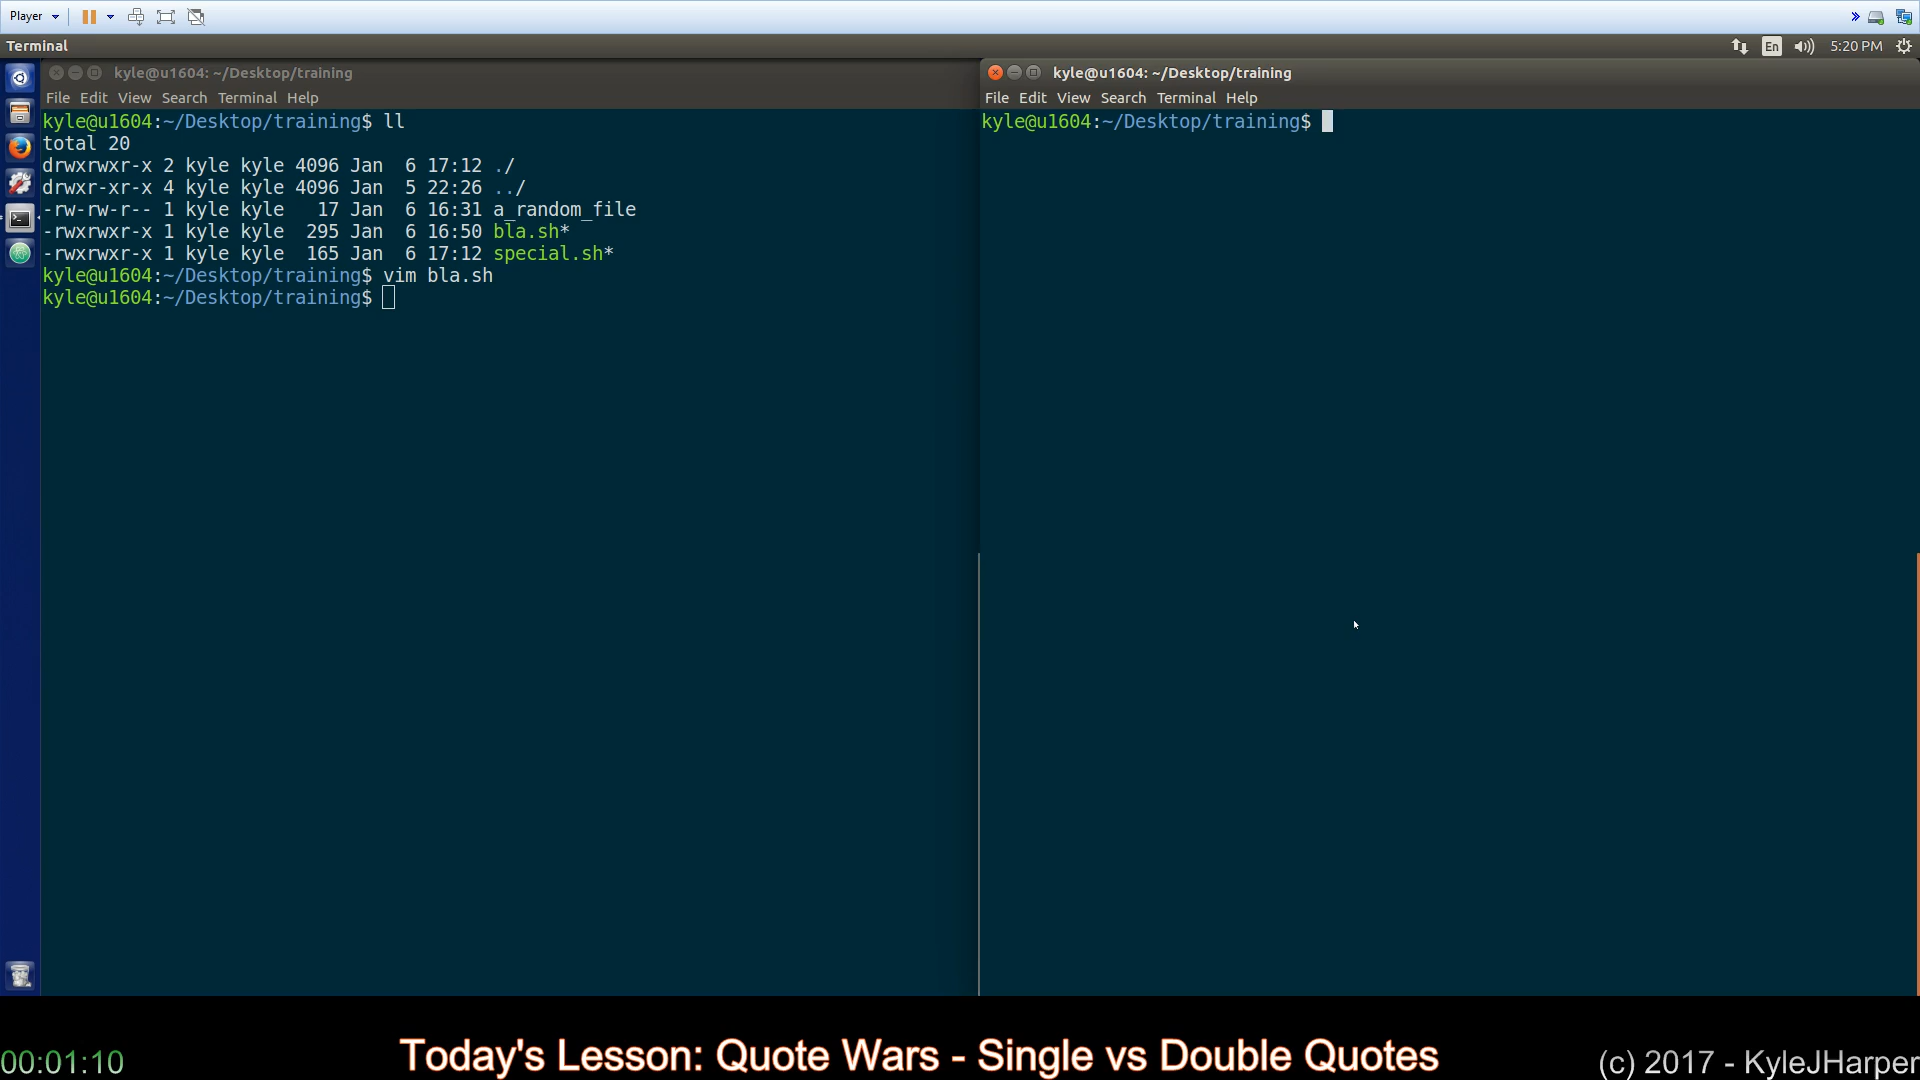 Player
Terminal
En
5:20 PM
kyle@u1604: ~/Desktop/training
File Edit View Search Terminal Help
kyle@u1604:~/Desktop/training$ ll
total 20
drwxrwxr-x 2 kyle kyle 4096 Jan  6 17:12 ./
drwxr-xr-x 4 kyle kyle 4096 Jan  5 22:26 ../
-rw-rw-r-- 1 kyle kyle   17 Jan  6 16:31 a_random_file
-rwxrwxr-x 1 kyle kyle  295 Jan  6 16:50 bla.sh*
-rwxrwxr-x 1 kyle kyle  165 Jan  6 17:12 special.sh*
kyle@u1604:~/Desktop/training$ vim bla.sh
kyle@u1604:~/Desktop/training$
kyle@u1604: ~/Desktop/training
File Edit View Search Terminal Help
kyle@u1604:~/Desktop/training$
00:01:10
Today's Lesson: Quote Wars - Single vs Double Quotes
(c) 2017 - KyleJHarper